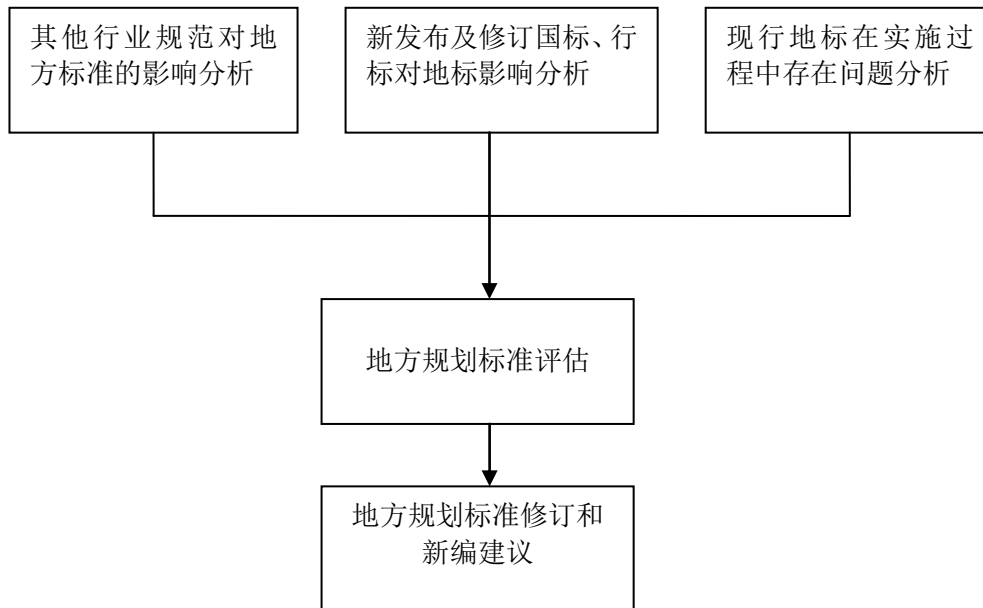 其他行业规范对地
方标准的影响分析
新发布及修订国标、行
标对地标影响分析
现行地标在实施过
程中存在问题分析
地方规划标准评估
地方规划标准修订和
新编建议